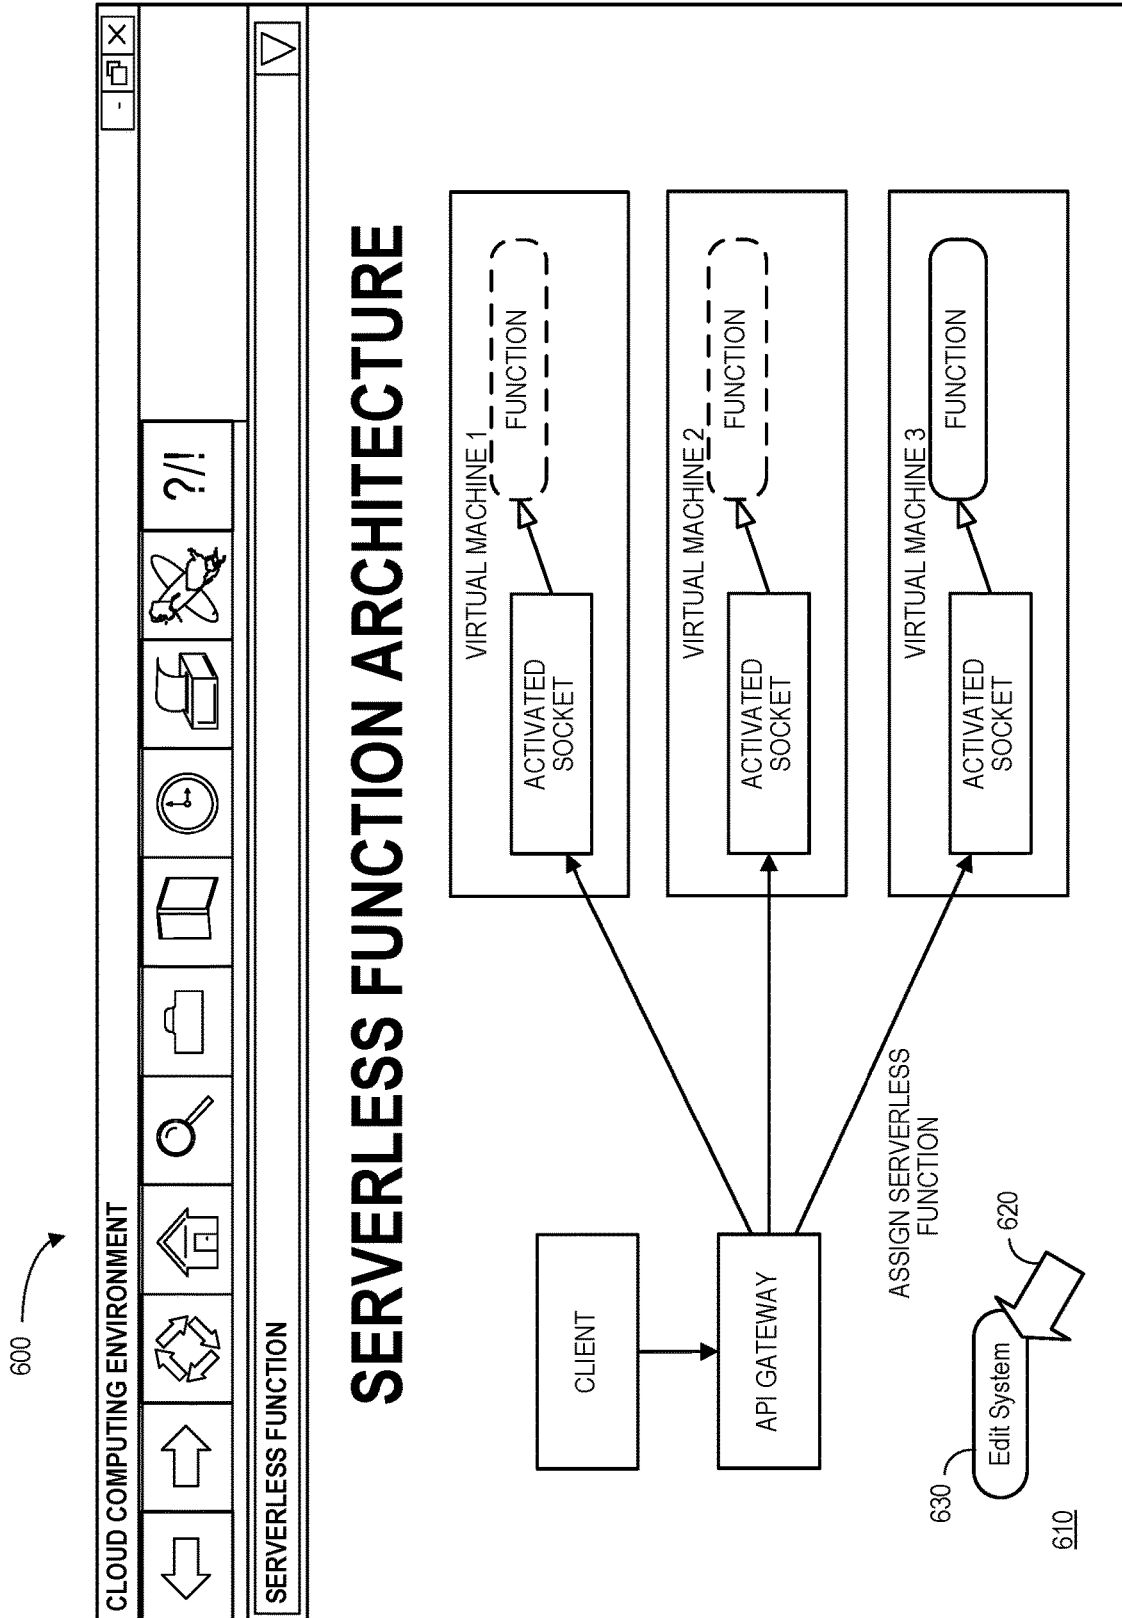 600
CLOUD COMPUTING ENVIRONMENT
- X
?/!
SERVERLESS FUNCTION
SERVERLESS FUNCTION ARCHITECTURE
VIRTUAL MACHINE 1
ACTIVATED
SOCKET
FUNCTION
CLIENT
VIRTUAL MACHINE 2
ACTIVATED
SOCKET
FUNCTION
API GATEWAY
VIRTUAL MACHINE 3
ACTIVATED
SOCKET
FUNCTION
ASSIGN SERVERLESS
FUNCTION
630
Edit System
620
610